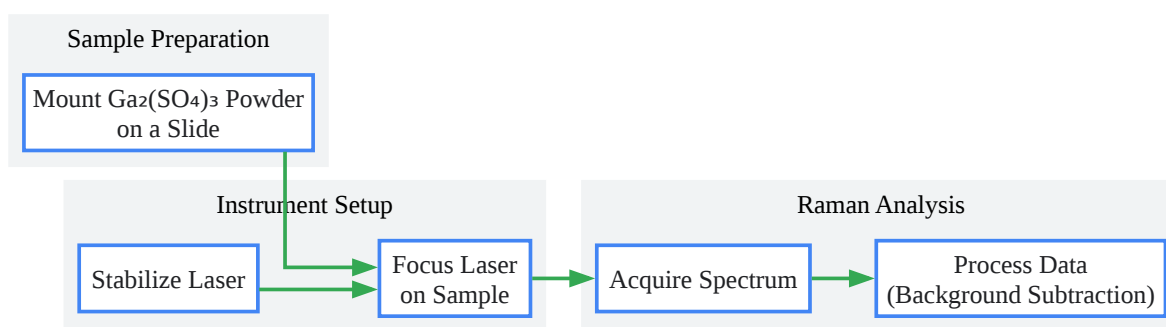 Sample Preparation
Mount Ga₂(SO₄)₃ Powder
on a Slide
Instrument Setup
Stabilize Laser
Focus Laser
on Sample
Raman Analysis
Acquire Spectrum
Process Data
(Background Subtraction)